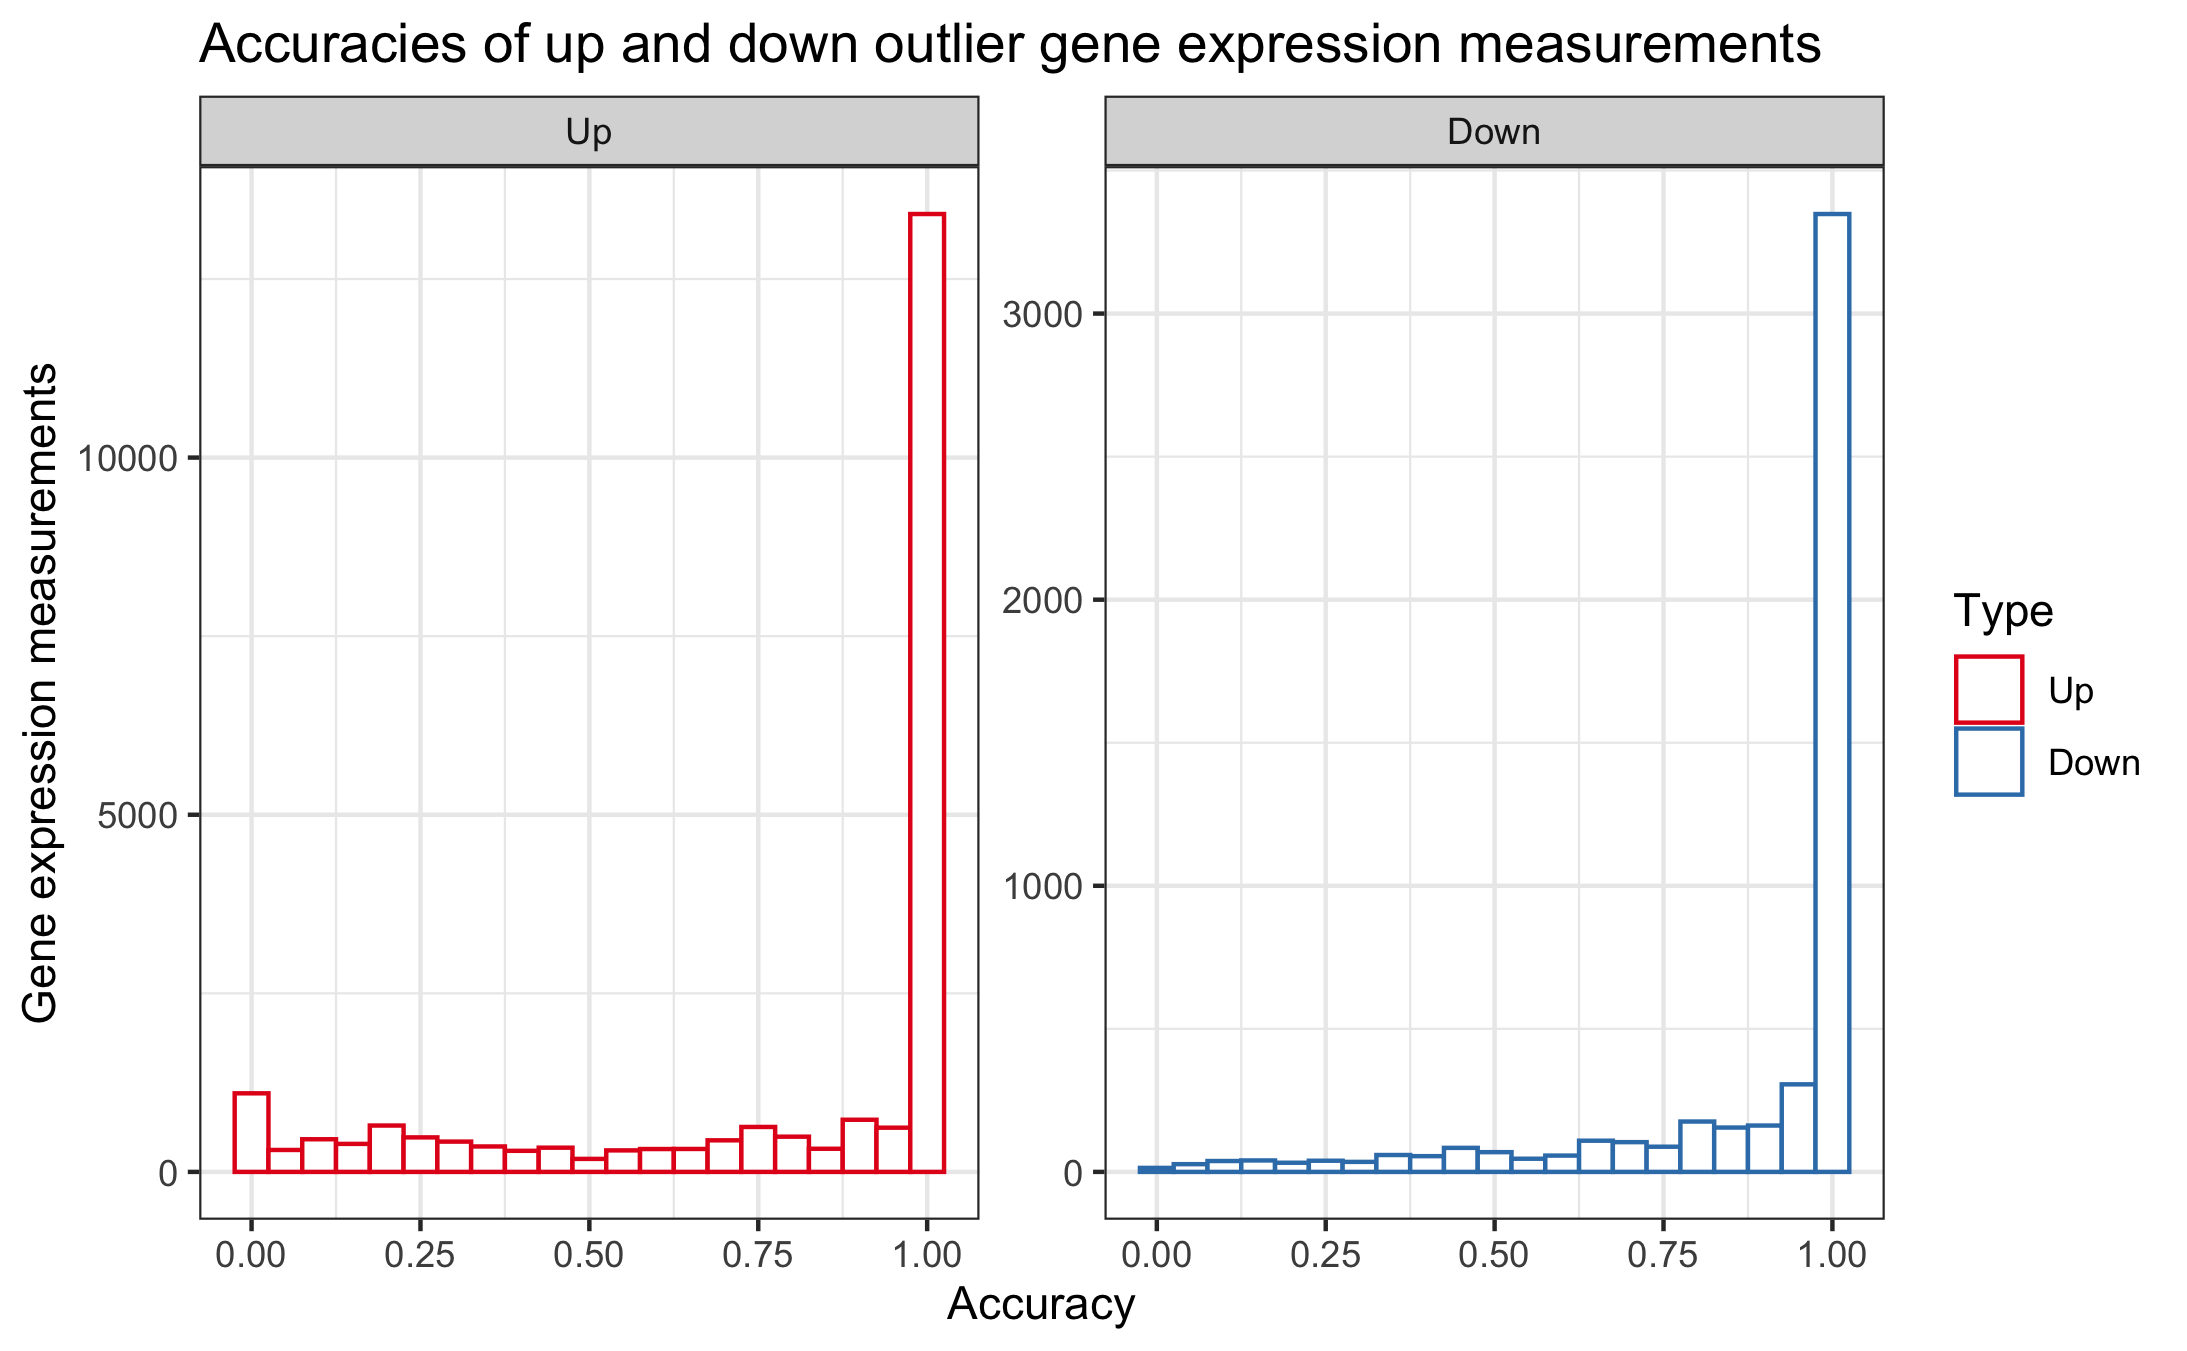 Accuracies of up and down outlier gene expression measurements
Up
Down
Gene expression measurements
10000
5000
0
3000
2000
1000
0
0.00 0.25 0.50 0.75 1.00
0.00 0.25 0.50 0.75 1.00
Accuracy
Type
Up
Down